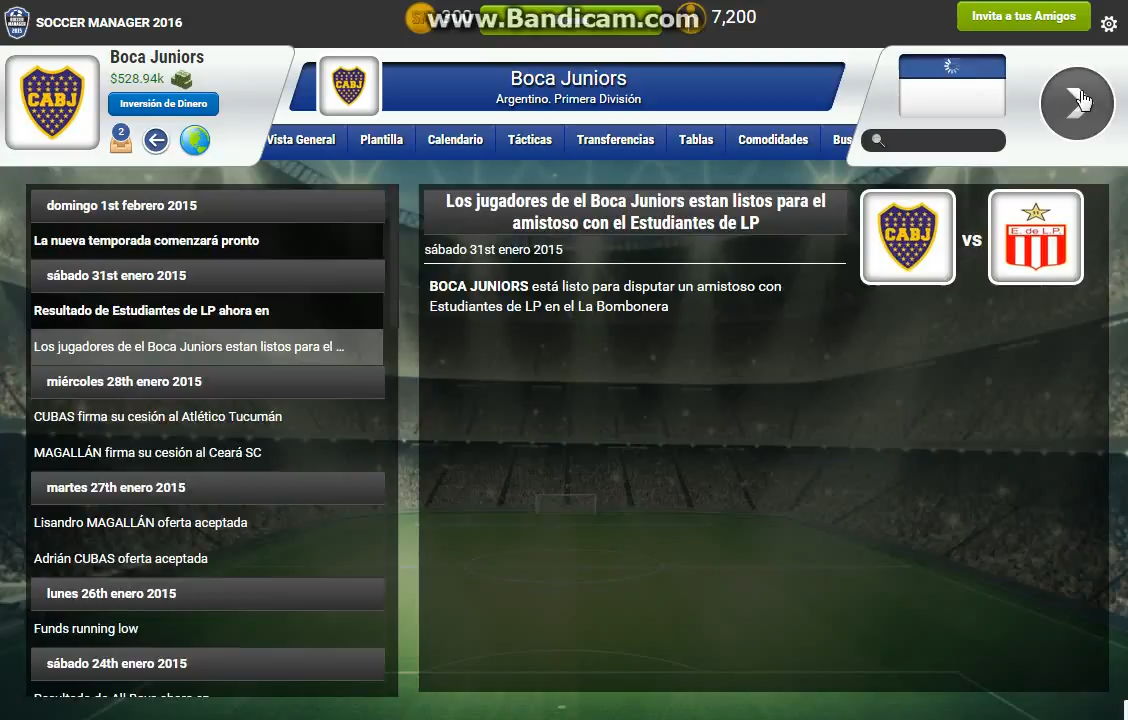 SOCCER MANAGER 2016
www.Bandicam.com
7,200
Invita a tus Amigos
Boca Juniors
$528.94k
Inversión de Dinero
2
CABJ
CABJ
Boca Juniors
Argentino. Primera División
Vista General
Plantilla
Calendario
Tácticas
Transferencias
Tablas
Comodidades
Bus
domingo 1st febrero 2015
La nueva temporada comenzará pronto
sábado 31st enero 2015
Resultado de Estudiantes de LP ahora en
Los jugadores de el Boca Juniors estan listos para el ...
miércoles 28th enero 2015
CUBAS firma su cesión al Atlético Tucumán
MAGALLÁN firma su cesión al Ceará SC
martes 27th enero 2015
Lisandro MAGALLÁN oferta aceptada
Adrián CUBAS oferta aceptada
lunes 26th enero 2015
Funds running low
sábado 24th enero 2015
Los jugadores de el Boca Juniors estan listos para el
amistoso con el Estudiantes de LP
sábado 31st enero 2015
BOCA JUNIORS está listo para disputar un amistoso con
Estudiantes de LP en el La Bombonera
CABJ
VS
E. de L.P.